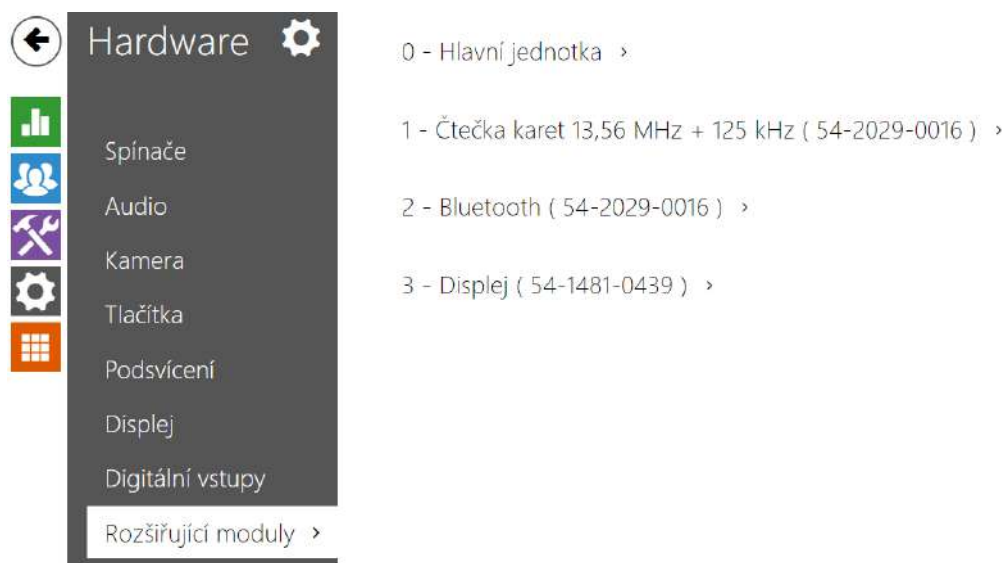 Hardware
Spínače
Audio
Kamera
Tlačítka
Podsvícení
Displej
Digitální vstupy
Rozšiřující moduly ›
0 - Hlavní jednotka ›
1 - Čtečka karet 13,56 MHz + 125 kHz ( 54-2029-0016 ) ›
2 - Bluetooth ( 54-2029-0016 ) ›
3 - Displej ( 54-1481-0439 ) ›